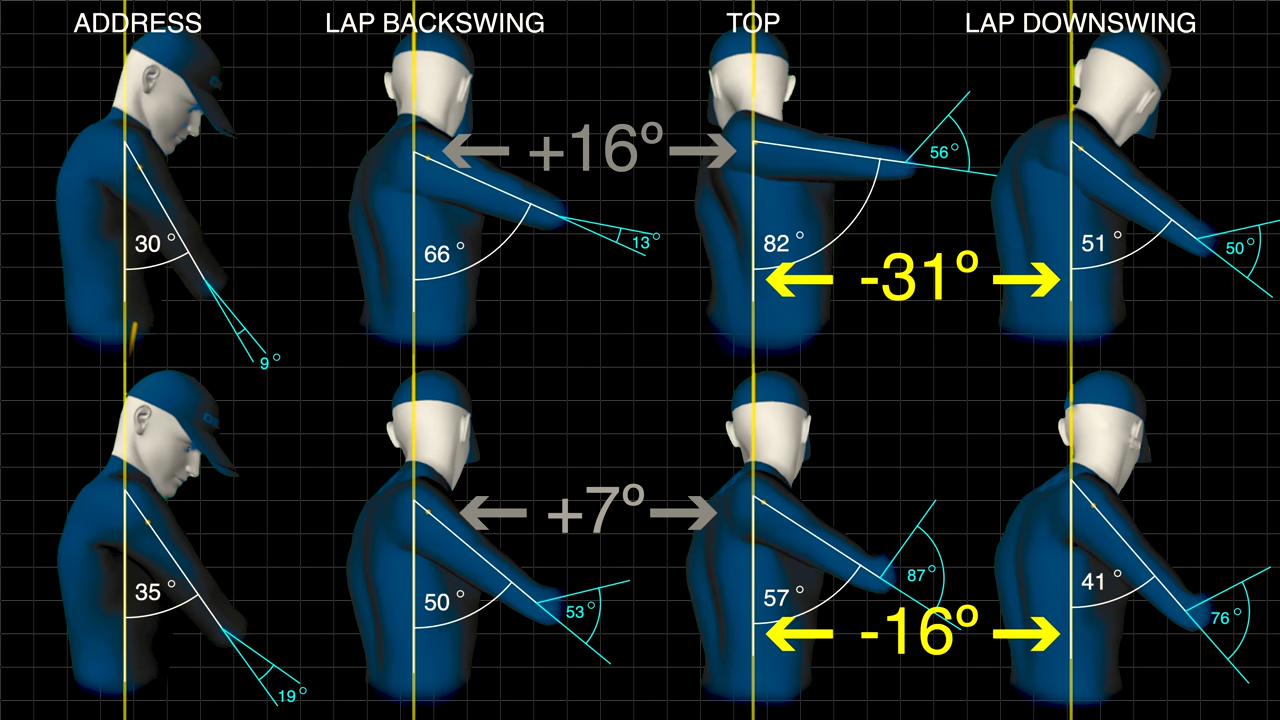 ADDRESS LAP BACKSWING TOP LAP DOWNSWING
+16º
56°
30° 66° 13° 82° 51° 50°
-31º
9°
+7º
35° 50° 53° 57° 87° 41° 76°
-16º
19°